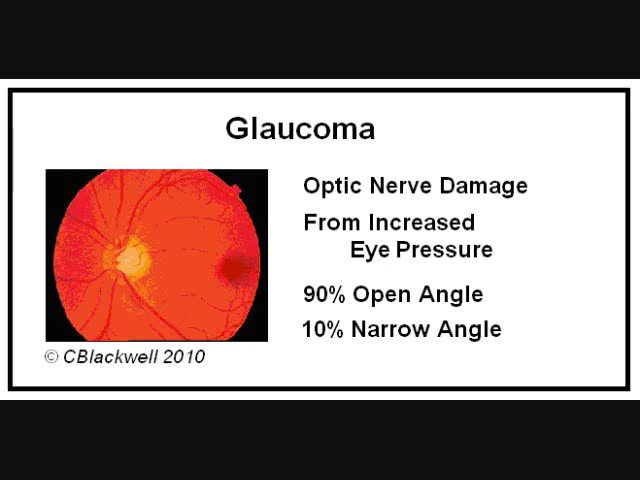 Glaucoma
Optic Nerve Damage
From Increased
Eye Pressure
90% Open Angle
10% Narrow Angle
© CBlackwell 2010